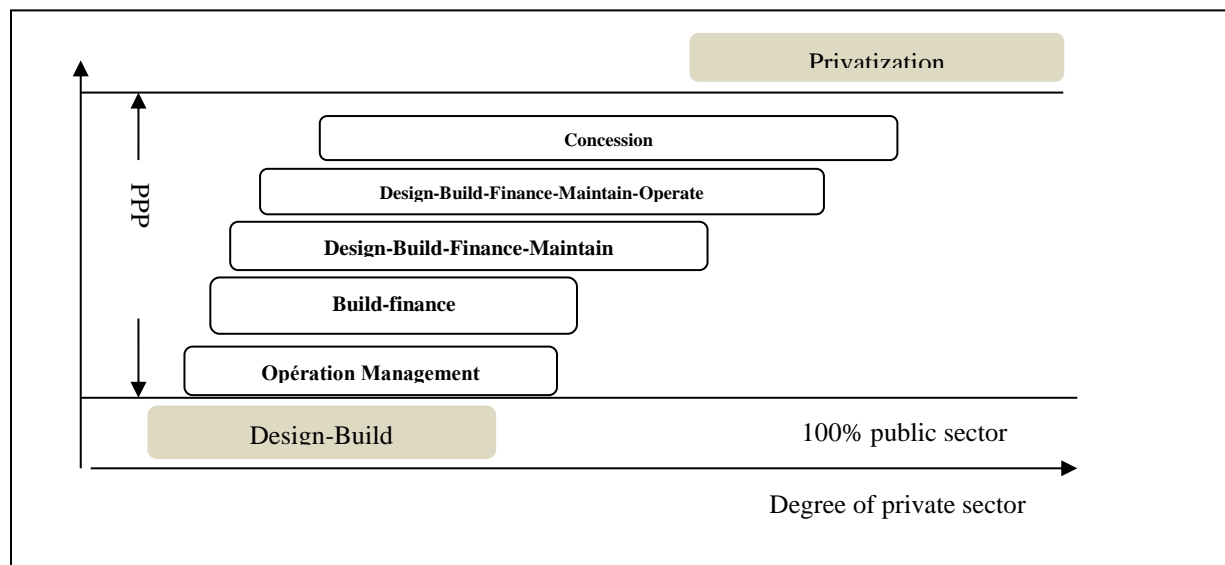 Privatization
Concession
Design-Build-Finance-Maintain-Operate
PPP
Design-Build-Finance-Maintain
Build-finance
Opération Management
Design-Build
100% public sector
Degree of private sector